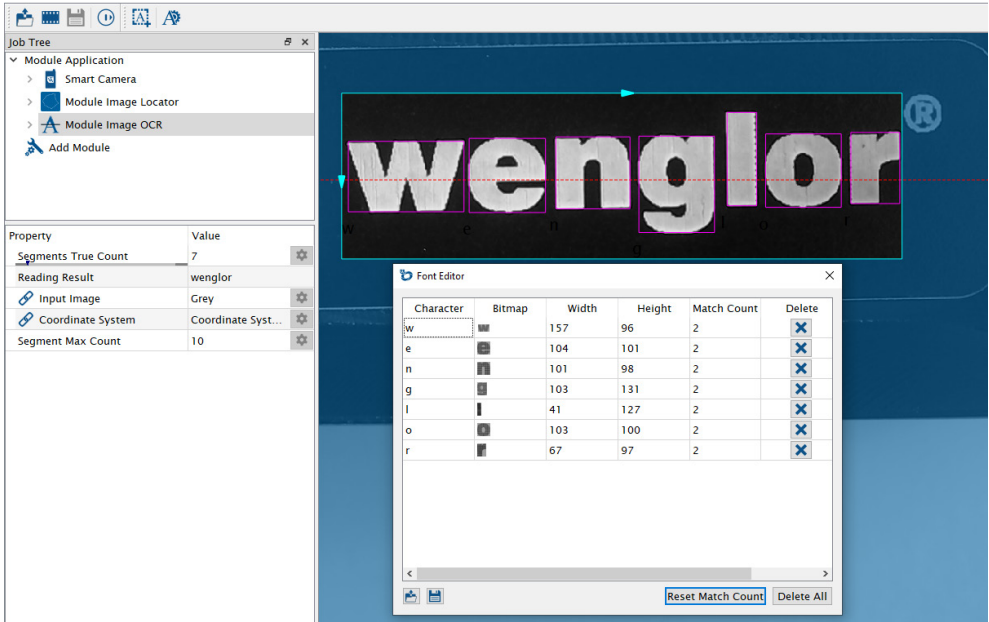 Job Tree
Module Application
Smart Camera
Module Image Locator
Module Image OCR
Add Module
Property Value
Segments True Count 7
Reading Result wenglor
Input Image Grey
Coordinate System Coordinate Syst...
Segment Max Count 10
wenglor®
w e n g l o r
Font Editor
Character Bitmap Width Height Match Count Delete
w w 157 96 2
e e 104 101 2
n n 101 98 2
g g 103 131 2
l l 41 127 2
o o 103 100 2
r r 67 97 2
Reset Match Count Delete All